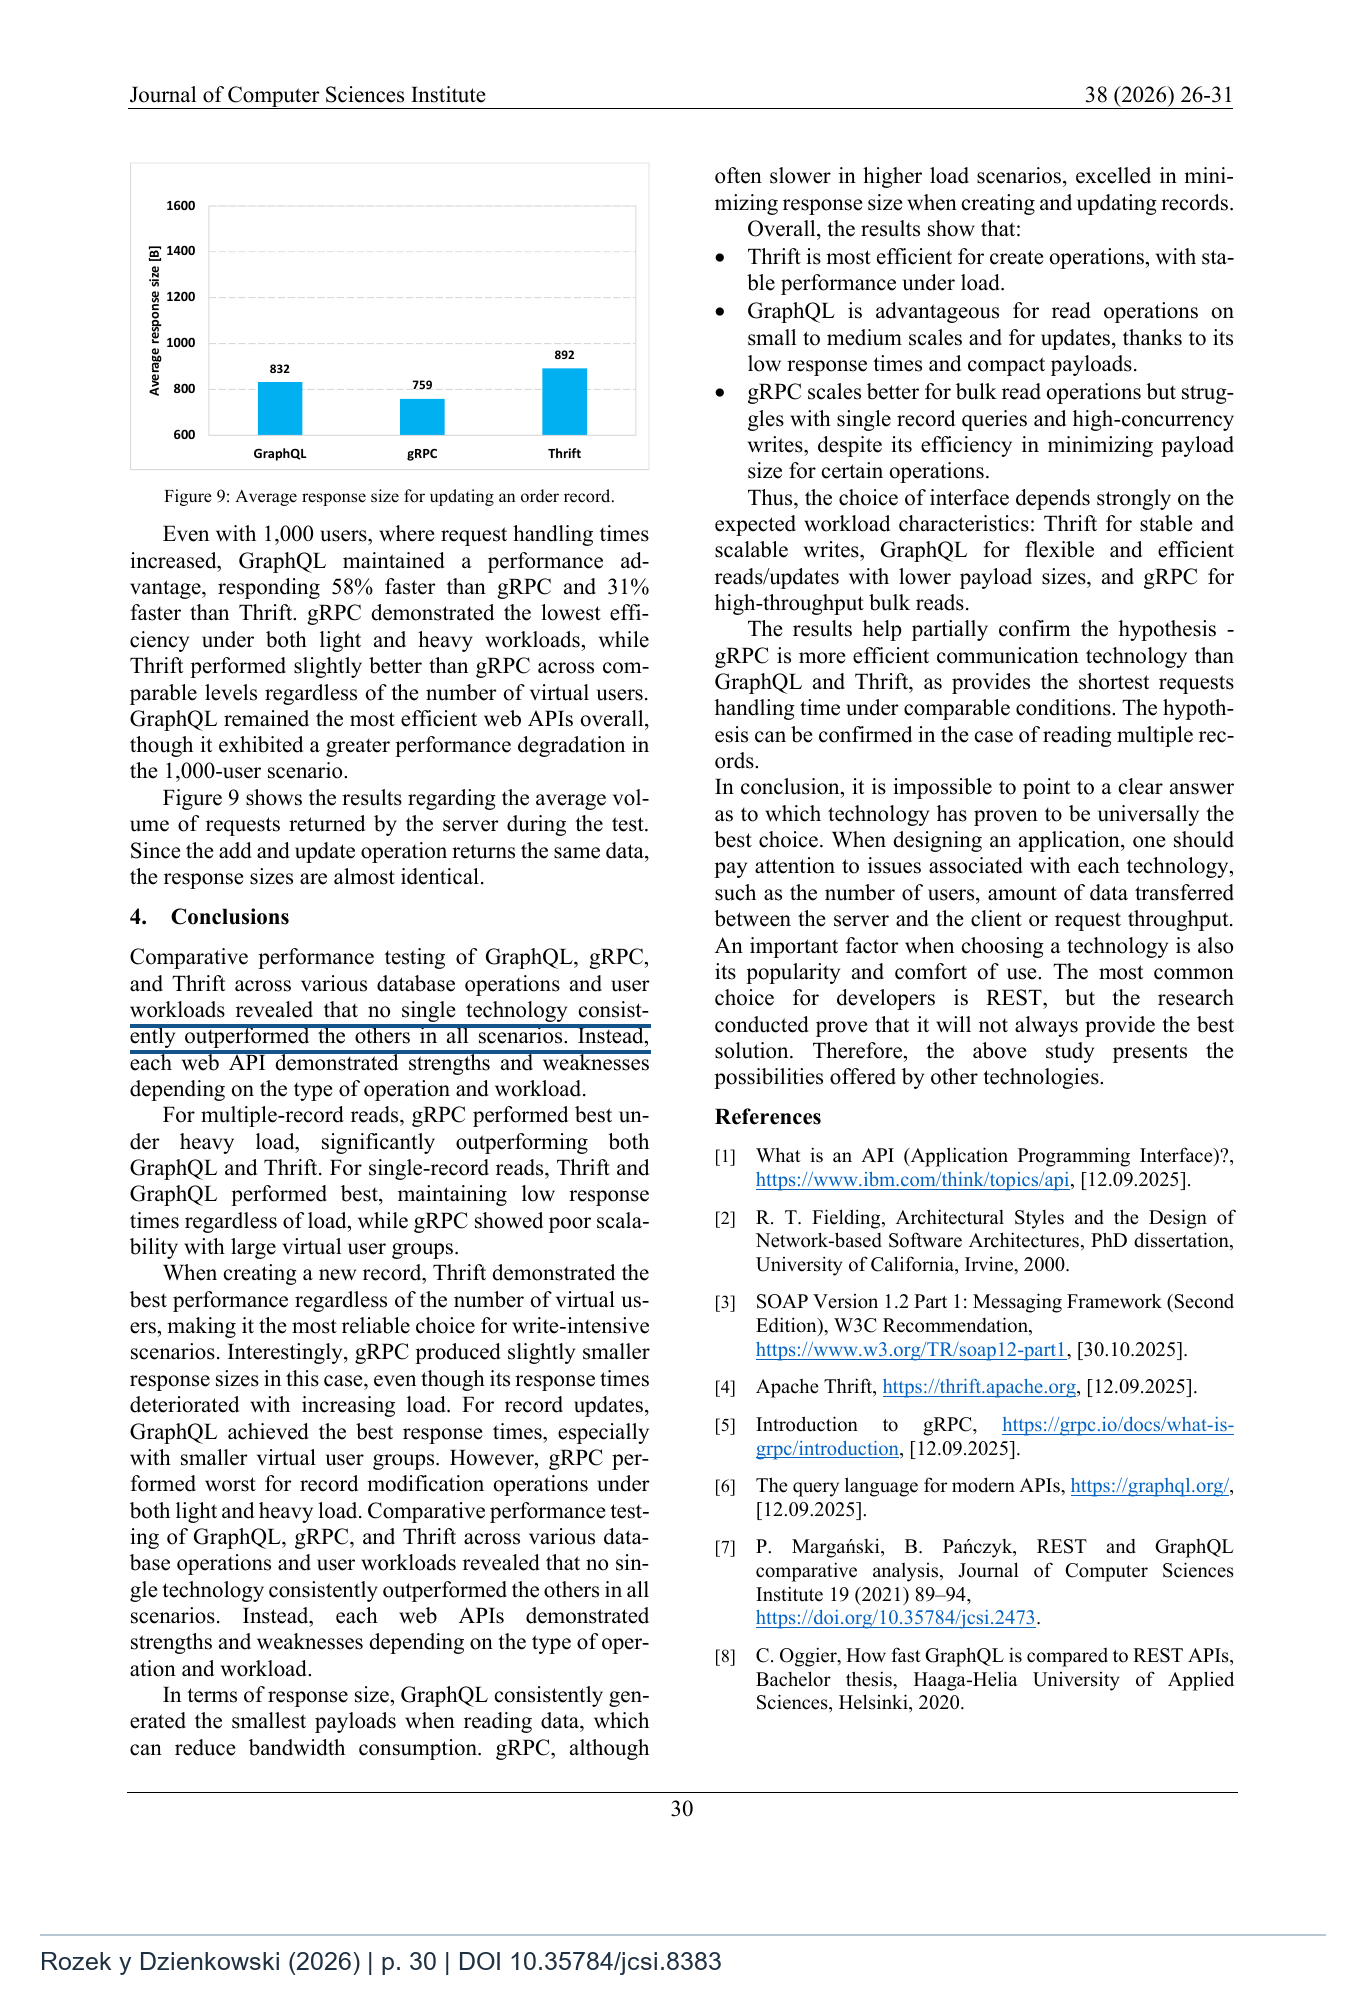 Journal of Computer Sciences Institute 38 (2026) 26-31
1600
1400
1200
1000
800
600
Average response size [B]
832
759
892
GraphQL gRPC Thrift
Figure 9: Average response size for updating an order record.
Even with 1,000 users, where request handling times
increased, GraphQL maintained a performance ad-
vantage, responding 58% faster than gRPC and 31%
faster than Thrift. gRPC demonstrated the lowest effi-
ciency under both light and heavy workloads, while
Thrift performed slightly better than gRPC across com-
parable levels regardless of the number of virtual users.
GraphQL remained the most efficient web APIs overall,
though it exhibited a greater performance degradation in
the 1,000-user scenario.
Figure 9 shows the results regarding the average vol-
ume of requests returned by the server during the test.
Since the add and update operation returns the same data,
the response sizes are almost identical.
4. Conclusions
Comparative performance testing of GraphQL, gRPC,
and Thrift across various database operations and user
workloads revealed that no single technology consist-
ently outperformed the others in all scenarios. Instead,
each web API demonstrated strengths and weaknesses
depending on the type of operation and workload.
For multiple-record reads, gRPC performed best un-
der heavy load, significantly outperforming both
GraphQL and Thrift. For single-record reads, Thrift and
GraphQL performed best, maintaining low response
times regardless of load, while gRPC showed poor scala-
bility with large virtual user groups.
When creating a new record, Thrift demonstrated the
best performance regardless of the number of virtual us-
ers, making it the most reliable choice for write-intensive
scenarios. Interestingly, gRPC produced slightly smaller
response sizes in this case, even though its response times
deteriorated with increasing load. For record updates,
GraphQL achieved the best response times, especially
with smaller virtual user groups. However, gRPC per-
formed worst for record modification operations under
both light and heavy load. Comparative performance test-
ing of GraphQL, gRPC, and Thrift across various data-
base operations and user workloads revealed that no sin-
gle technology consistently outperformed the others in all
scenarios. Instead, each web APIs demonstrated
strengths and weaknesses depending on the type of oper-
ation and workload.
In terms of response size, GraphQL consistently gen-
erated the smallest payloads when reading data, which
can reduce bandwidth consumption. gRPC, although
often slower in higher load scenarios, excelled in mini-
mizing response size when creating and updating records.
Overall, the results show that:
• Thrift is most efficient for create operations, with sta-
ble performance under load.
• GraphQL is advantageous for read operations on
small to medium scales and for updates, thanks to its
low response times and compact payloads.
• gRPC scales better for bulk read operations but strug-
gles with single record queries and high-concurrency
writes, despite its efficiency in minimizing payload
size for certain operations.
Thus, the choice of interface depends strongly on the
expected workload characteristics: Thrift for stable and
scalable writes, GraphQL for flexible and efficient
reads/updates with lower payload sizes, and gRPC for
high-throughput bulk reads.
The results help partially confirm the hypothesis -
gRPC is more efficient communication technology than
GraphQL and Thrift, as provides the shortest requests
handling time under comparable conditions. The hypoth-
esis can be confirmed in the case of reading multiple rec-
ords.
In conclusion, it is impossible to point to a clear answer
as to which technology has proven to be universally the
best choice. When designing an application, one should
pay attention to issues associated with each technology,
such as the number of users, amount of data transferred
between the server and the client or request throughput.
An important factor when choosing a technology is also
its popularity and comfort of use. The most common
choice for developers is REST, but the research
conducted prove that it will not always provide the best
solution. Therefore, the above study presents the
possibilities offered by other technologies.
References
[1] What is an API (Application Programming Interface)?,
https://www.ibm.com/think/topics/api, [12.09.2025].
[2] R. T. Fielding, Architectural Styles and the Design of
Network-based Software Architectures, PhD dissertation,
University of California, Irvine, 2000.
[3] SOAP Version 1.2 Part 1: Messaging Framework (Second
Edition), W3C Recommendation,
https://www.w3.org/TR/soap12-part1, [30.10.2025].
[4] Apache Thrift, https://thrift.apache.org, [12.09.2025].
[5] Introduction to gRPC, https://grpc.io/docs/what-is-
grpc/introduction, [12.09.2025].
[6] The query language for modern APIs, https://graphql.org/,
[12.09.2025].
[7] P. Margański, B. Pańczyk, REST and GraphQL
comparative analysis, Journal of Computer Sciences
Institute 19 (2021) 89–94,
https://doi.org/10.35784/jcsi.2473.
[8] C. Oggier, How fast GraphQL is compared to REST APIs,
Bachelor thesis, Haaga-Helia University of Applied
Sciences, Helsinki, 2020.
30
Rozek y Dzienkowski (2026) | p. 30 | DOI 10.35784/jcsi.8383